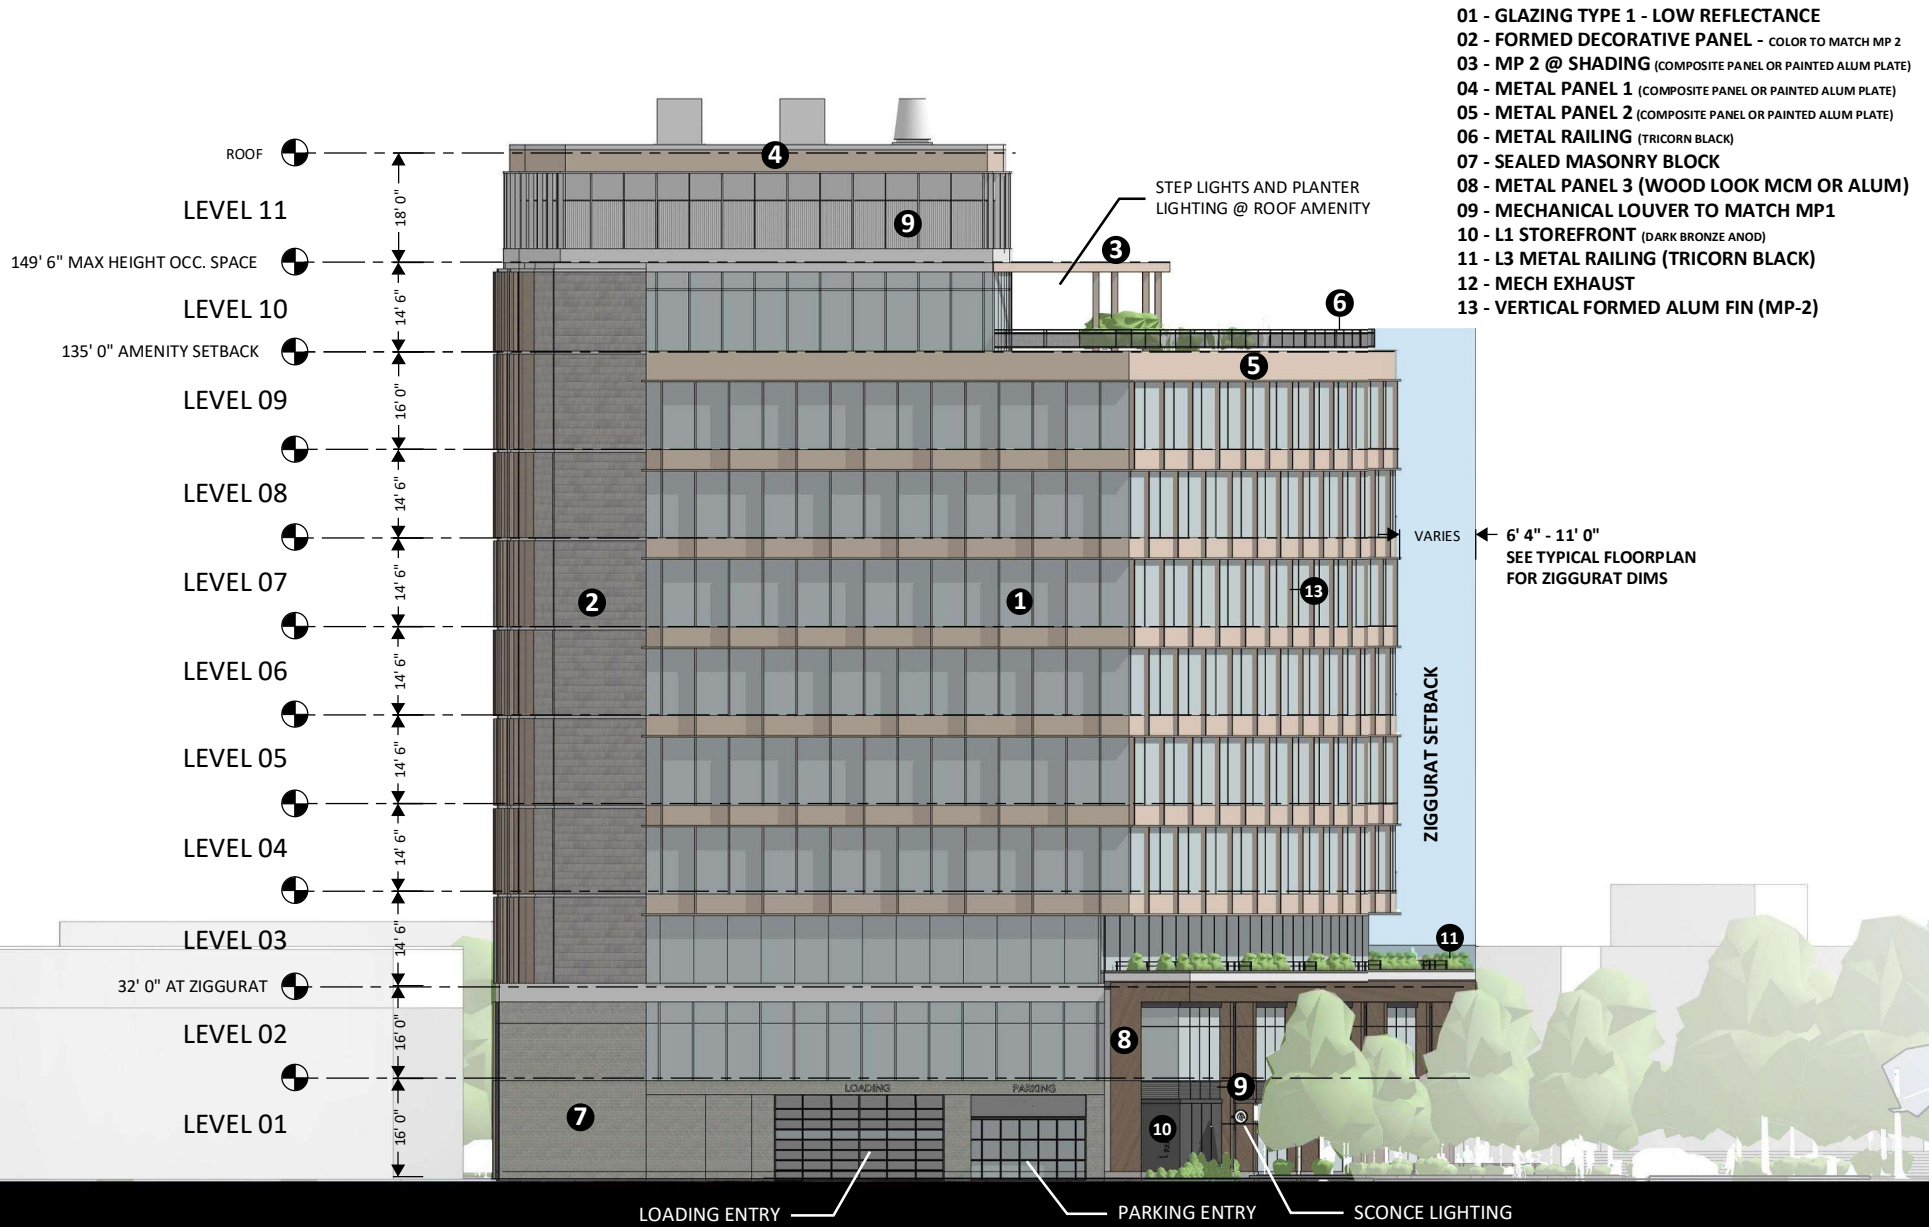 01 - GLAZING TYPE 1 - LOW REFLECTANCE
02 - FORMED DECORATIVE PANEL - COLOR TO MATCH MP 2
03 - MP 2 @ SHADING (COMPOSITE PANEL OR PAINTED ALUM PLATE)
04 - METAL PANEL 1 (COMPOSITE PANEL OR PAINTED ALUM PLATE)
05 - METAL PANEL 2 (COMPOSITE PANEL OR PAINTED ALUM PLATE)
06 - METAL RAILING (TRICORN BLACK)
07 - SEALED MASONRY BLOCK
08 - METAL PANEL 3 (WOOD LOOK MCM OR ALUM)
09 - MECHANICAL LOUVER TO MATCH MP1
10 - L1 STOREFRONT (DARK BRONZE ANOD)
11 - L3 METAL RAILING (TRICORN BLACK)
12 - MECH EXHAUST
13 - VERTICAL FORMED ALUM FIN (MP-2)
ROOF
4
LEVEL 11
18' 0"
9
STEP LIGHTS AND PLANTER
LIGHTING @ ROOF AMENITY
149' 6" MAX HEIGHT OCC. SPACE
3
LEVEL 10
14' 6"
6
135' 0" AMENITY SETBACK
5
LEVEL 09
16' 0"
LEVEL 08
14' 6"
VARIES
6' 4" - 11' 0"
SEE TYPICAL FLOORPLAN
FOR ZIGGURAT DIMS
LEVEL 07
14' 6"
2
1
13
LEVEL 06
14' 6"
ZIGGURAT SETBACK
LEVEL 05
14' 6"
LEVEL 04
14' 6"
LEVEL 03
14' 6"
11
32' 0" AT ZIGGURAT
LEVEL 02
16' 0"
8
LOADING
PARKING
9
LEVEL 01
16' 0"
7
10
LOADING ENTRY
PARKING ENTRY
SCONCE LIGHTING